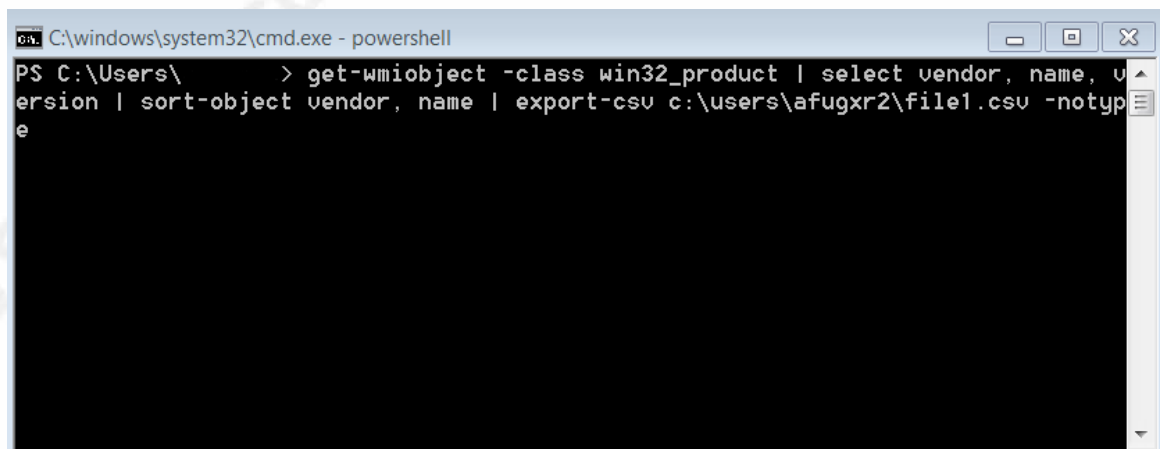 C:\windows\system32\cmd.exe - powershell
PS C:\Users\ > get-wmiobject -class win32_product | select vendor, name, v
ersion | sort-object vendor, name | export-csv c:\users\afugxr2\file1.csv -notyp
e